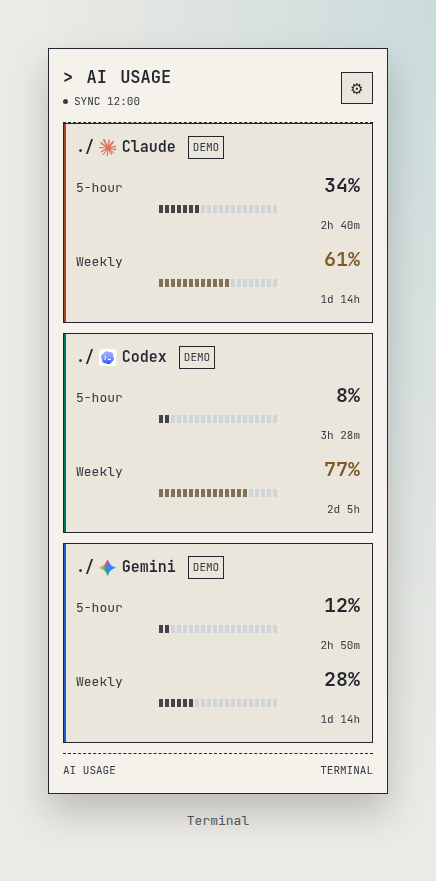 > AI USAGE
SYNC 12:00
./ Claude DEMO
5-hour 34%
2h 40m
Weekly 61%
1d 14h
./ Codex DEMO
5-hour 8%
3h 28m
Weekly 77%
2d 5h
./ Gemini DEMO
5-hour 12%
2h 50m
Weekly 28%
1d 14h
AI USAGE TERMINAL
Terminal